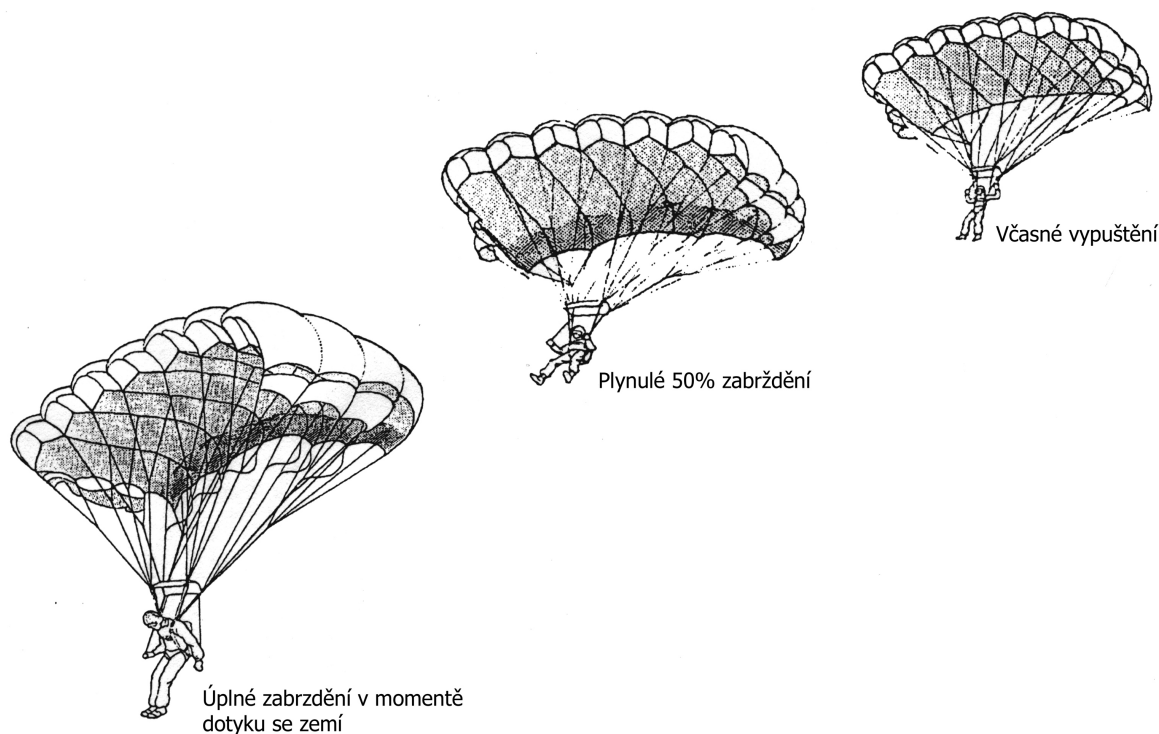 Včasné vypuštění
Plynulé 50% zabrždění
Úplné zabrzdění v momentě
dotyku se zemí